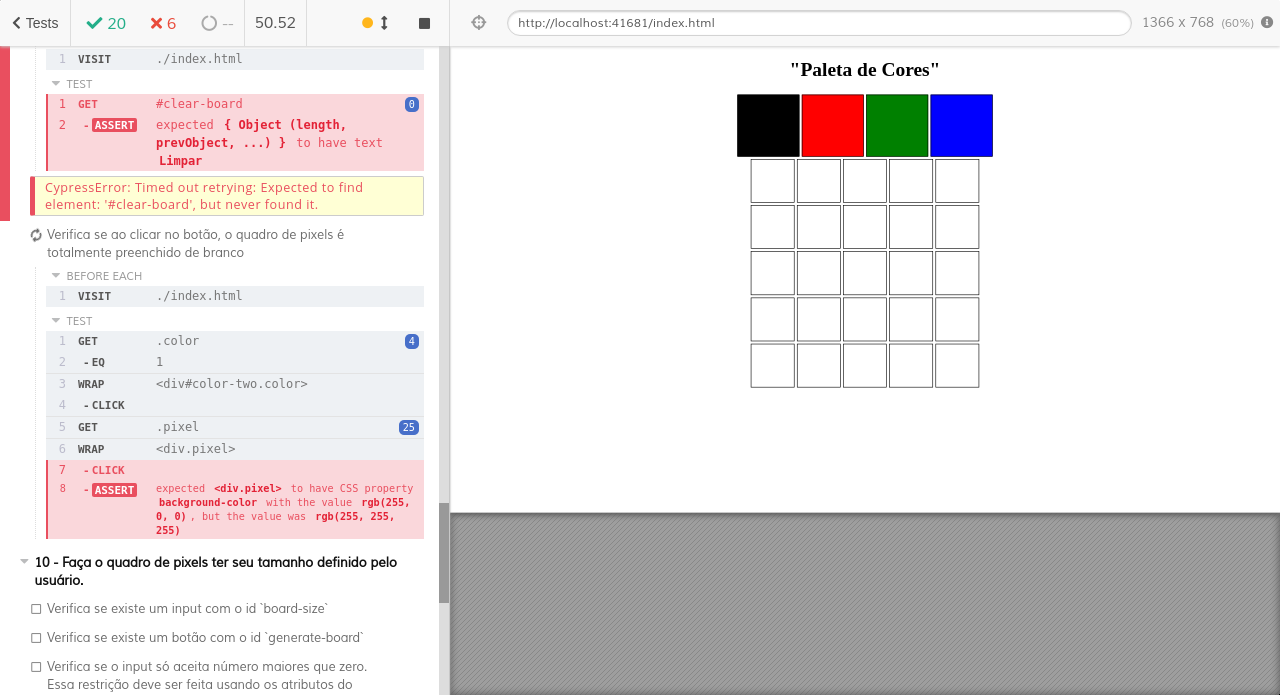 Tests 20 6 -- 50.52
http://localhost:41681/index.html 1366 x 768 (60%)
1 VISIT ./index.html
TEST
1 GET #clear-board 0
2 - ASSERT expected { Object (length,
prevObject, ...) } to have text
Limpar
CypressError: Timed out retrying: Expected to find
element: '#clear-board', but never found it.
Verifica se ao clicar no botão, o quadro de pixels é
totalmente preenchido de branco
BEFORE EACH
1 VISIT ./index.html
TEST
1 GET .color 4
2 - EQ 1
3 WRAP <div#color-two.color>
4 - CLICK
5 GET .pixel 25
6 WRAP <div.pixel>
7 - CLICK
8 - ASSERT expected <div.pixel> to have CSS property
background-color with the value rgb(255,
0, 0) , but the value was rgb(255, 255,
255)
10 - Faça o quadro de pixels ter seu tamanho definido pelo
usuário.
Verifica se existe um input com o id `board-size`
Verifica se existe um botão com o id `generate-board`
Verifica se o input só aceita número maiores que zero.
Essa restrição deve ser feita usando os atributos do
"Paleta de Cores"